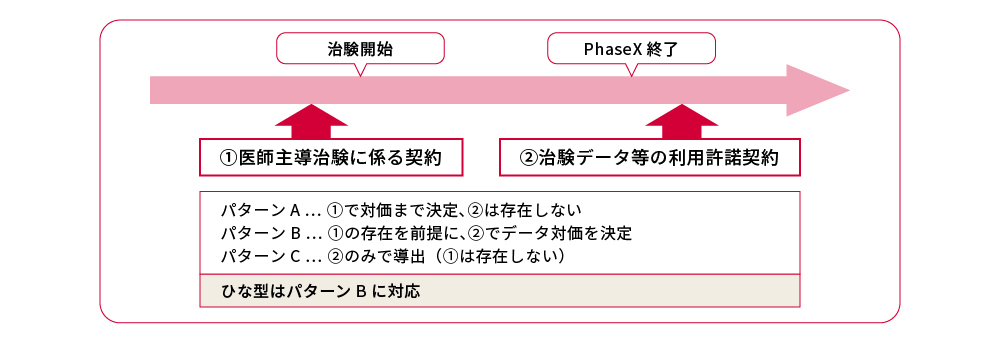 治験開始
PhaseX 終了
①医師主導治験に係る契約
②治験データ等の利用許諾契約
パターン A … ①で対価まで決定、②は存在しない
パターン B … ①の存在を前提に、②でデータ対価を決定
パターン C … ②のみで導出（①は存在しない）
ひな型はパターン B に対応